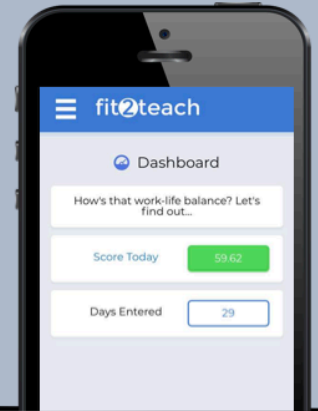 fit2teach
Dashboard
How's that work-life balance? Let's
find out...
Score Today 59.62
Days Entered 29